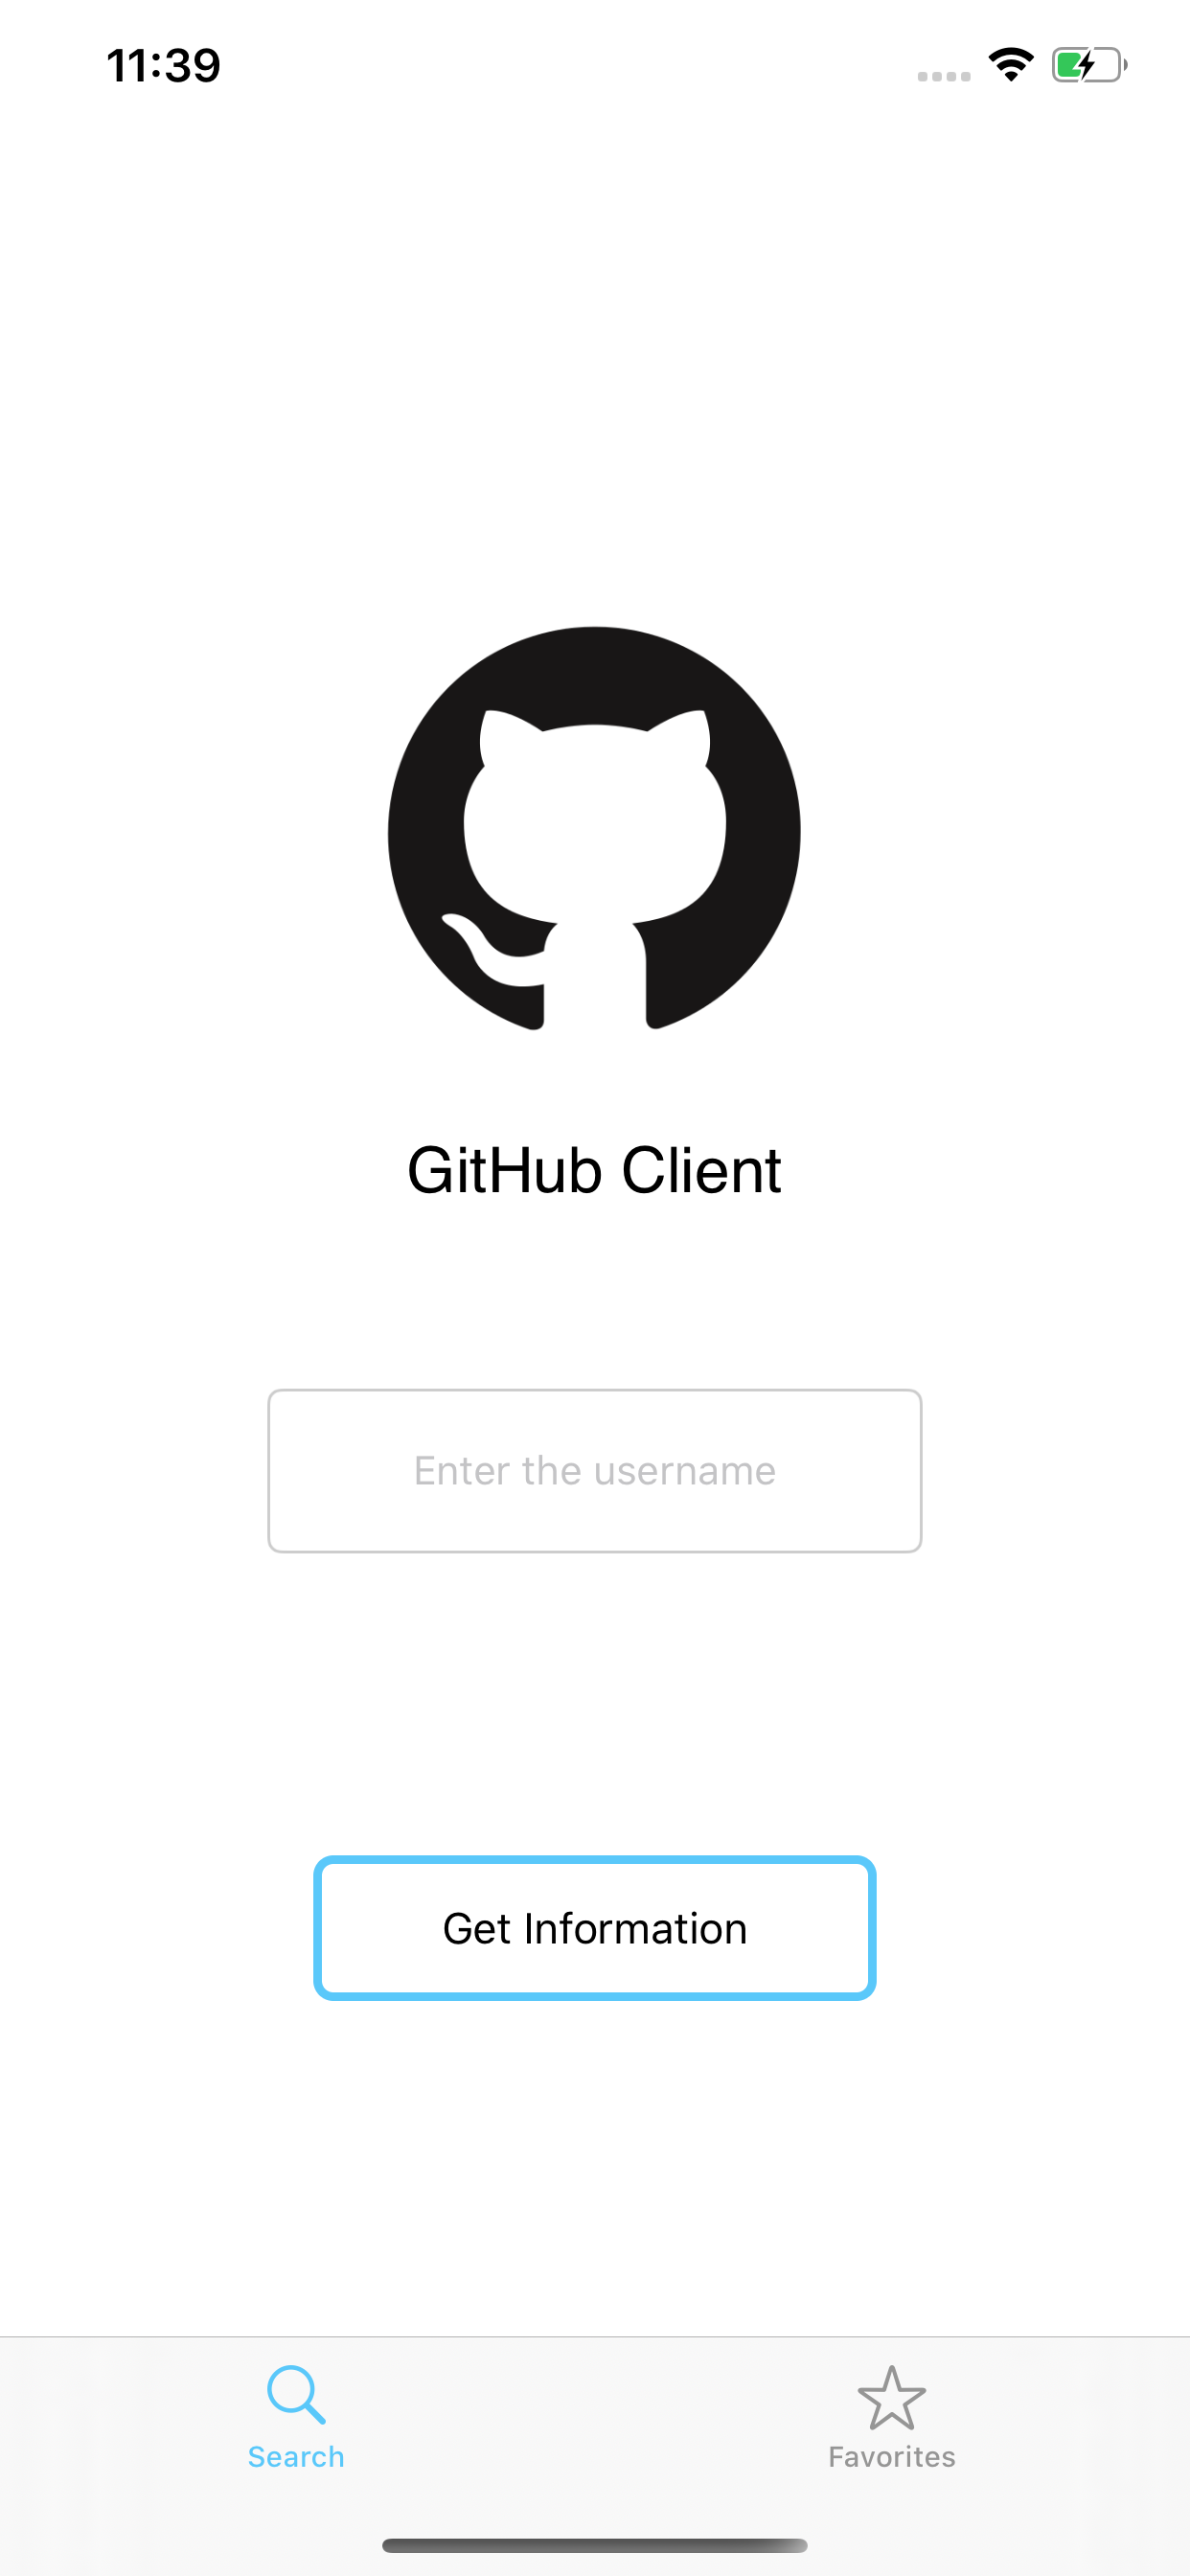 11:39
GitHub Client
Enter the username
Get Information
Search
Favorites